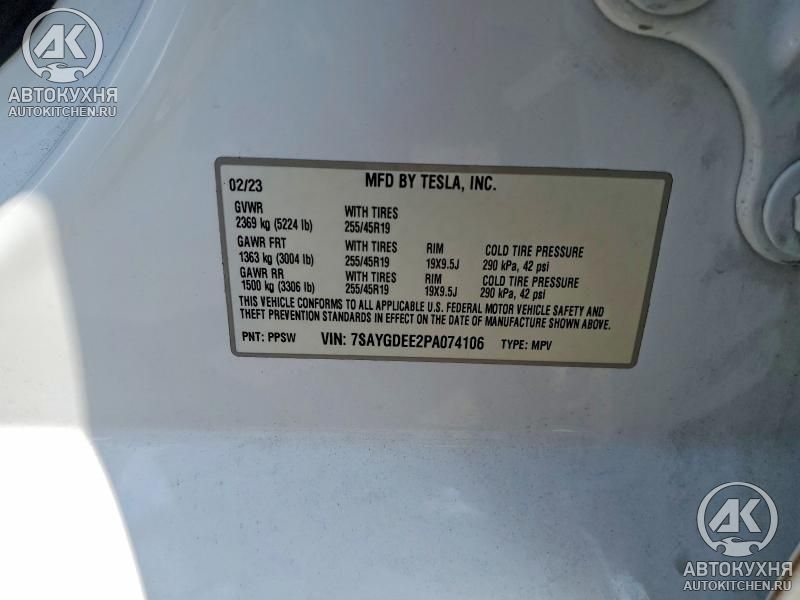 AK
АВТОКУХНЯ
AUTOKITCHEN.RU
02/23 MFD BY TESLA, INC.
GVWR WITH TIRES
2369 kg (5224 lb) 255/45R19
GAWR FRT WITH TIRES RIM COLD TIRE PRESSURE
1363 kg (3004 lb) 255/45R19 19X9.5J 290 kPa, 42 psi
GAWR RR WITH TIRES RIM COLD TIRE PRESSURE
1500 kg (3306 lb) 255/45R19 19X9.5J 290 kPa, 42 psi
THIS VEHICLE CONFORMS TO ALL APPLICABLE U.S. FEDERAL MOTOR VEHICLE SAFETY AND
THEFT PREVENTION STANDARDS IN EFFECT ON THE DATE OF MANUFACTURE SHOWN ABOVE.
PNT: PPSW VIN: 7SAYGDEE2PA074106 TYPE: MPV
AK
АВТОКУХНЯ
AUTOKITCHEN.RU